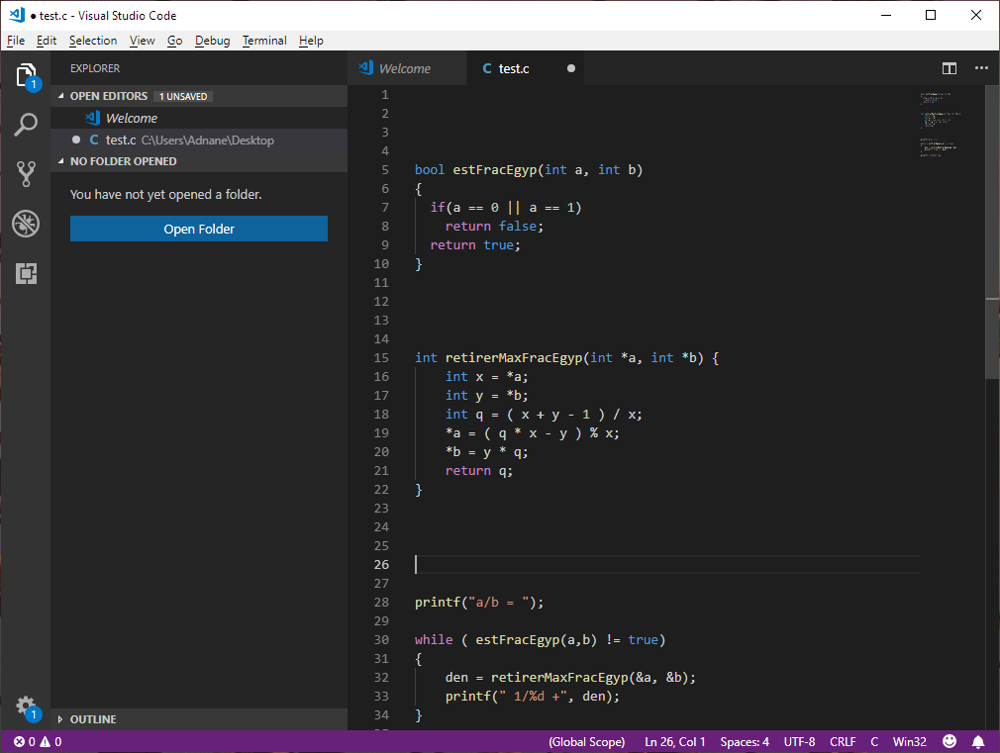 ● test.c - Visual Studio Code
File Edit Selection View Go Debug Terminal Help
EXPLORER
OPEN EDITORS 1 UNSAVED
Welcome
C test.c C:\Users\Adnane\Desktop
NO FOLDER OPENED
You have not yet opened a folder.
Open Folder
OUTLINE
1
1
Welcome
C test.c
1
2
3
4
5 bool estFracEgyp(int a, int b)
6 {
7 if(a == 0 || a == 1)
8 return false;
9 return true;
10 }
11
12
13
14
15 int retirerMaxFracEgyp(int *a, int *b) {
16 int x = *a;
17 int y = *b;
18 int q = ( x + y - 1 ) / x;
19 *a = ( q * x - y ) % x;
20 *b = y * q;
21 return q;
22 }
23
24
25
26
27
28 printf("a/b = ");
29
30 while ( estFracEgyp(a,b) != true)
31 {
32 den = retirerMaxFracEgyp(&a, &b);
33 printf(" 1/%d +", den);
34 }
0 0 (Global Scope) Ln 26, Col 1 Spaces: 4 UTF-8 CRLF C Win32